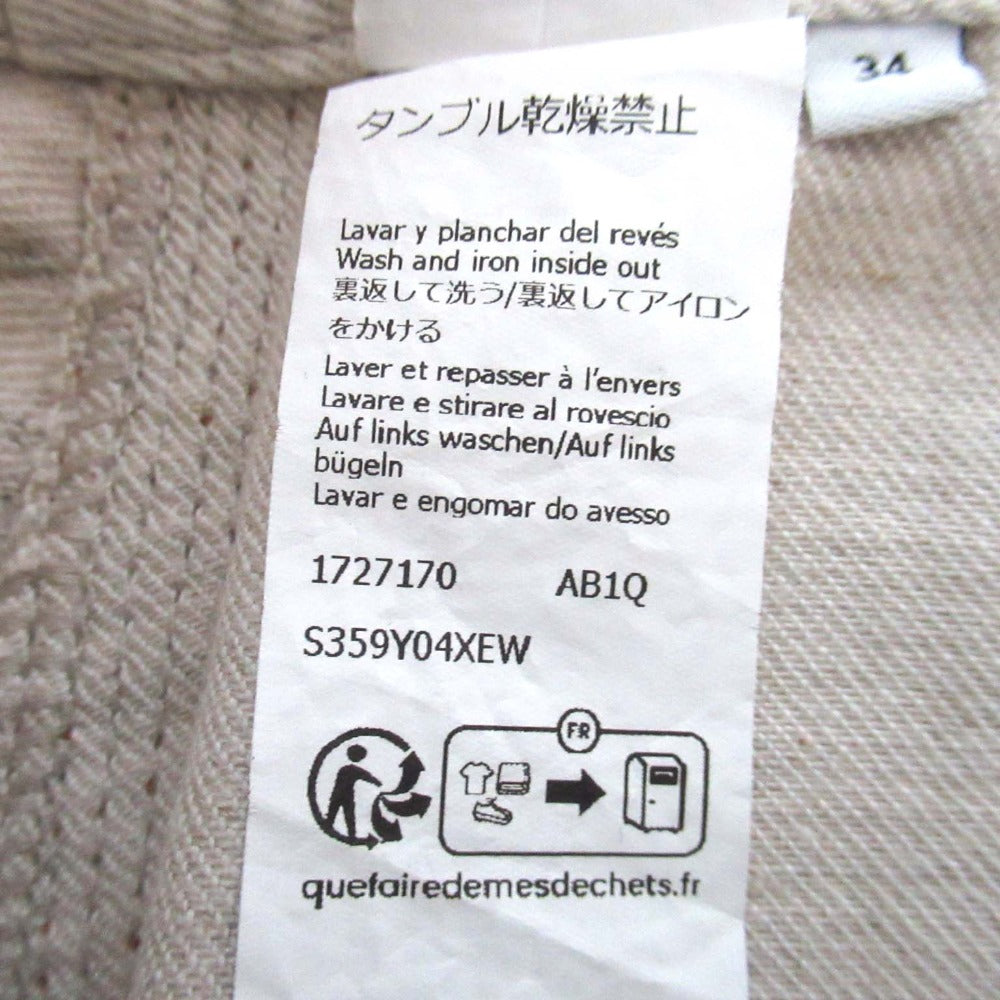 34
タンブル乾燥禁止
Lavar y planchar del revés
Wash and iron inside out
裏返して洗う/裏返してアイロン
をかける
Laver et repasser à l'envers
Lavare e stirare al rovescio
Auf links waschen/Auf links
bügeln
Lavar e engomar do avesso
1727170 AB1Q
S359Y04XEW
FR
quefairedemesdechets.fr